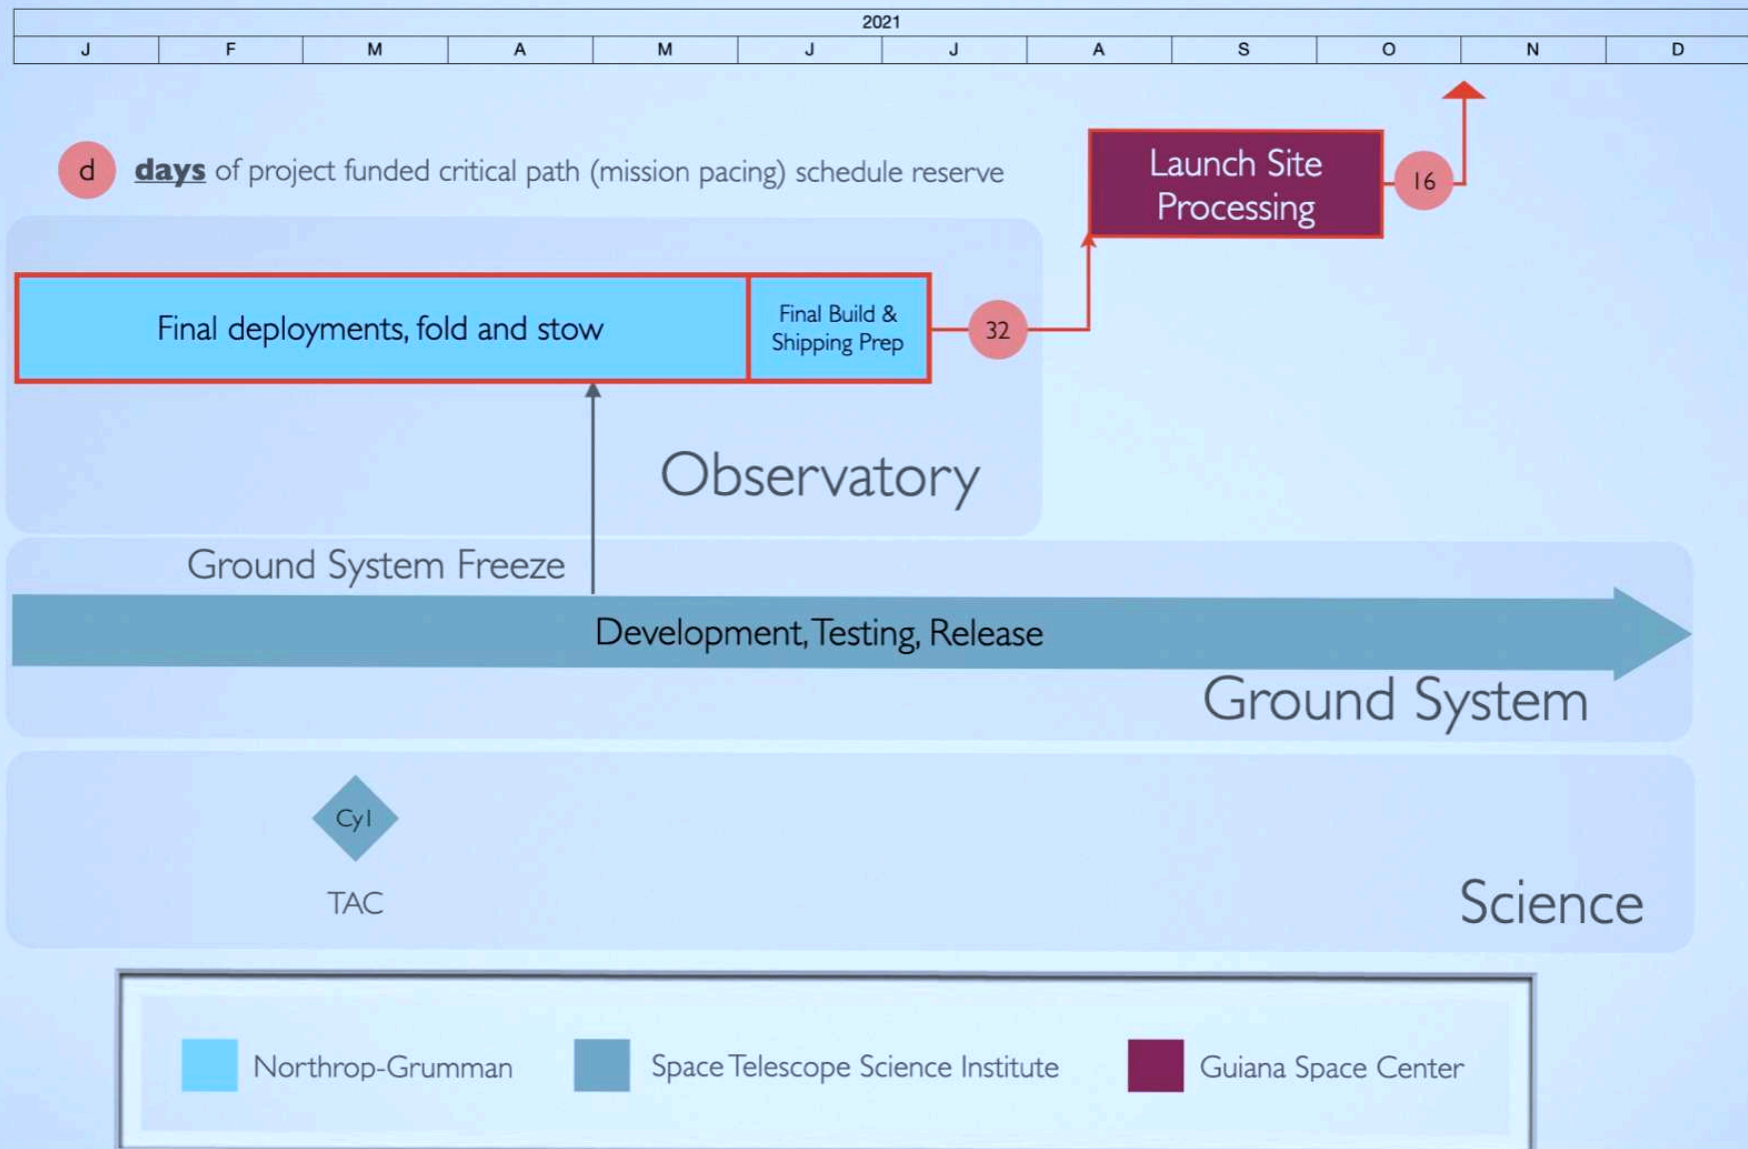 2021
J F M A M J J A S O N D
d days of project funded critical path (mission pacing) schedule reserve
Launch Site
Processing
16
Final deployments, fold and stow
Final Build &
Shipping Prep
32
Observatory
Ground System Freeze
Development, Testing, Release
Ground System
Cy1
TAC
Science
Northrop-Grumman
Space Telescope Science Institute
Guiana Space Center